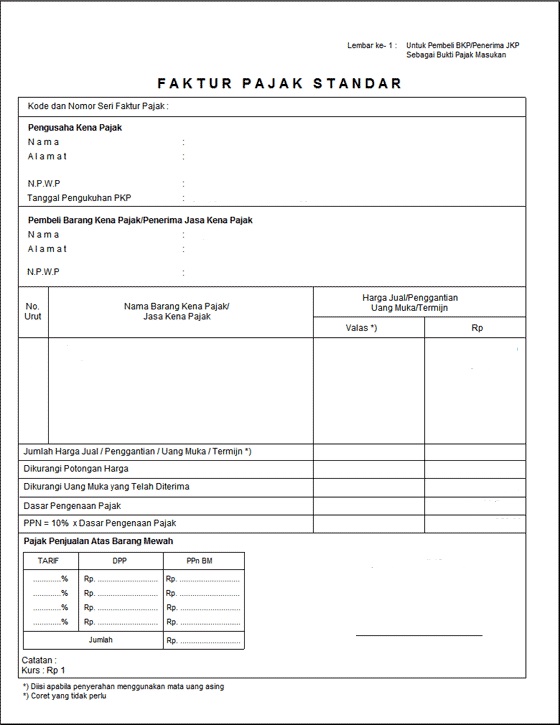 Lembar ke- 1 : Untuk Pembeli BKP/Penerima JKP
Sebagai Bukti Pajak Masukan
FAKTUR PAJAK STANDAR
Kode dan Nomor Seri Faktur Pajak :
Pengusaha Kena Pajak
Nama :
Alamat :
N.P.W.P :
Tanggal Pengukuhan PKP :
Pembeli Barang Kena Pajak/Penerima Jasa Kena Pajak
Nama :
Alamat :
N.P.W.P :
No.
Urut
Nama Barang Kena Pajak/
Jasa Kena Pajak
Harga Jual/Penggantian
Uang Muka/Termijn
Valas *) Rp
Jumlah Harga Jual / Penggantian / Uang Muka / Termijn *)
Dikurangi Potongan Harga
Dikurangi Uang Muka yang Telah Diterima
Dasar Pengenaan Pajak
PPN = 10% x Dasar Pengenaan Pajak
Pajak Penjualan Atas Barang Mewah
TARIF DPP PPn BM
............% Rp. ............................ Rp. ............................
............% Rp. ............................ Rp. ............................
............% Rp. ............................ Rp. ............................
............% Rp. ............................ Rp. ............................
Jumlah Rp. ............................
Catatan :
Kurs : Rp 1
*) Diisi apabila penyerahan menggunakan mata uang asing
*) Coret yang tidak perlu